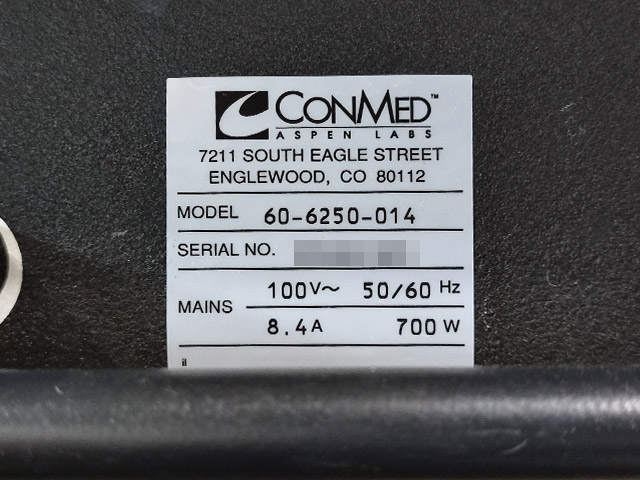 CONMED™
ASPEN LABS
7211 SOUTH EAGLE STREET
ENGLEWOOD, CO 80112
MODEL 60-6250-014
SERIAL NO.
MAINS
100V~ 50/60 Hz
8.4A 700 W